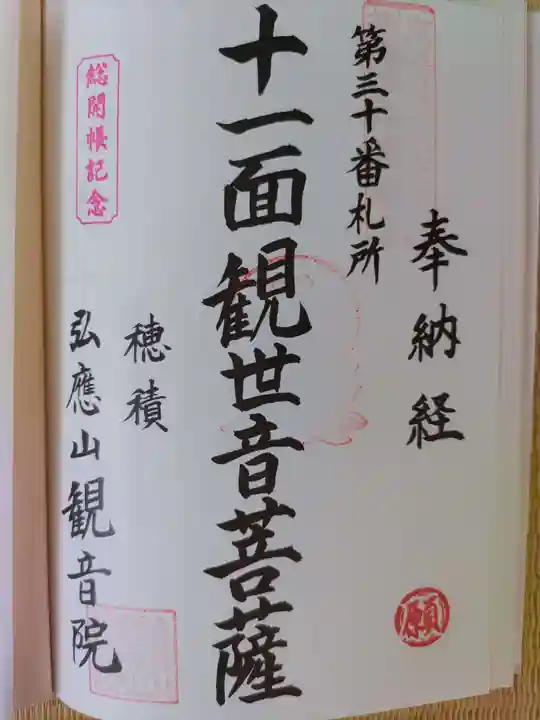 奉納経
願
第三十番札所
十一面観世音菩薩
穂積
弘應山観音院
総開帳記念